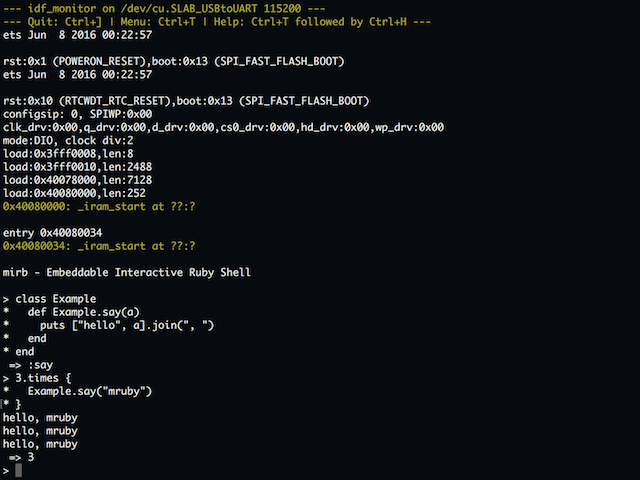 --- idf_monitor on /dev/cu.SLAB_USBtoUART 115200 ---
--- Quit: Ctrl+] | Menu: Ctrl+T | Help: Ctrl+T followed by Ctrl+H ---
ets Jun  8 2016 00:22:57

rst:0x1 (POWERON_RESET),boot:0x13 (SPI_FAST_FLASH_BOOT)
ets Jun  8 2016 00:22:57

rst:0x10 (RTCWDT_RTC_RESET),boot:0x13 (SPI_FAST_FLASH_BOOT)
configsip: 0, SPIWP:0x00
clk_drv:0x00,q_drv:0x00,d_drv:0x00,cs0_drv:0x00,hd_drv:0x00,wp_drv:0x00
mode:DIO, clock div:2
load:0x3fff0008,len:8
load:0x3fff0010,len:2488
load:0x40078000,len:7128
load:0x40080000,len:252
0x40080000: _iram_start at ??:?

entry 0x40080034
0x40080034: _iram_start at ??:?

mirb - Embeddable Interactive Ruby Shell

> class Example
*   def Example.say(a)
*     puts ["hello", a].join(", ")
*   end
* end
 => :say
> 3.times {
*   Example.say("mruby")
* }
hello, mruby
hello, mruby
hello, mruby
 => 3
>